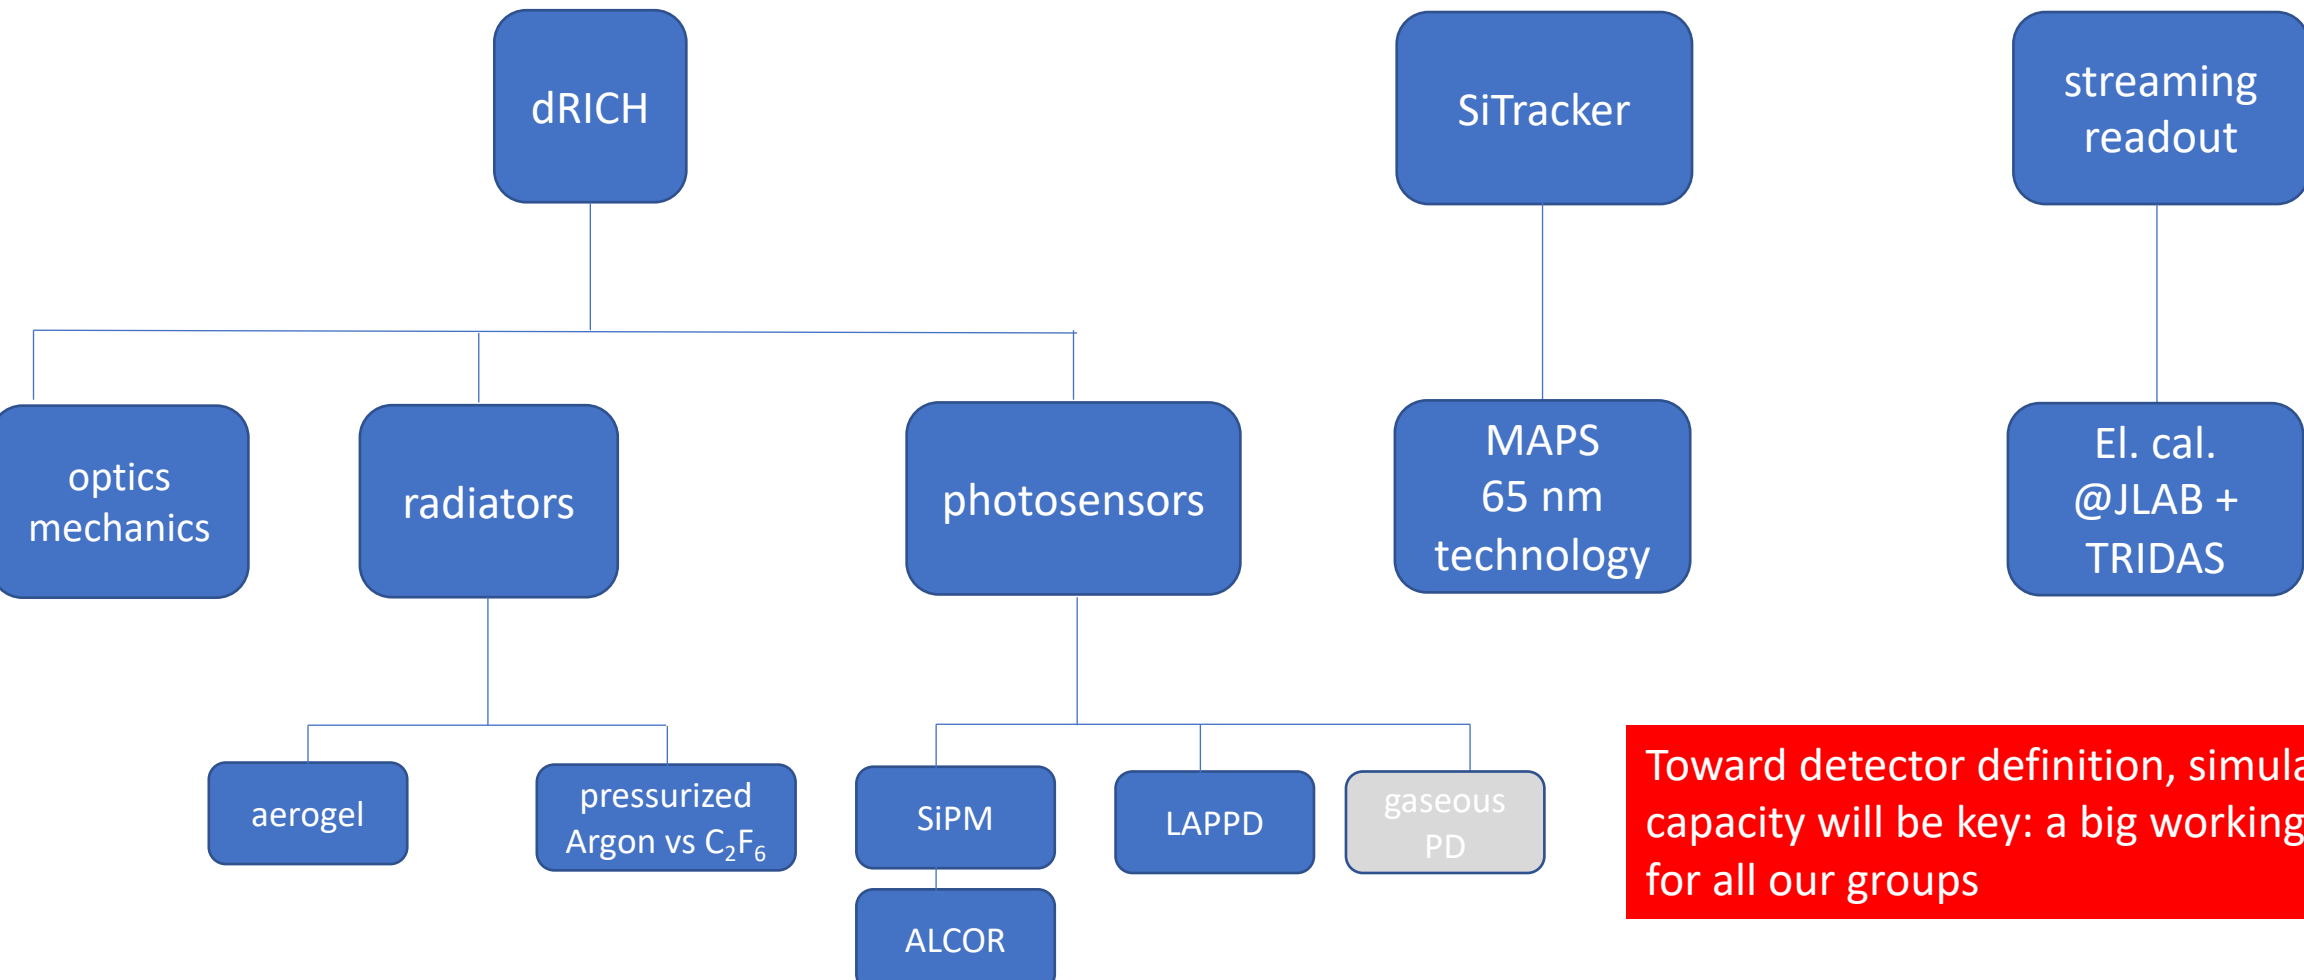 dRICH
SiTracker
streaming
readout
optics
mechanics
radiators
photosensors
MAPS
65 nm
technology
El. cal.
@JLAB +
TRIDAS
aerogel
pressurized
Argon vs C₂F₆
SiPM
LAPPD
gaseous
PD
ALCOR
Toward detector definition,
capacity will be key: a big working
for all our groups